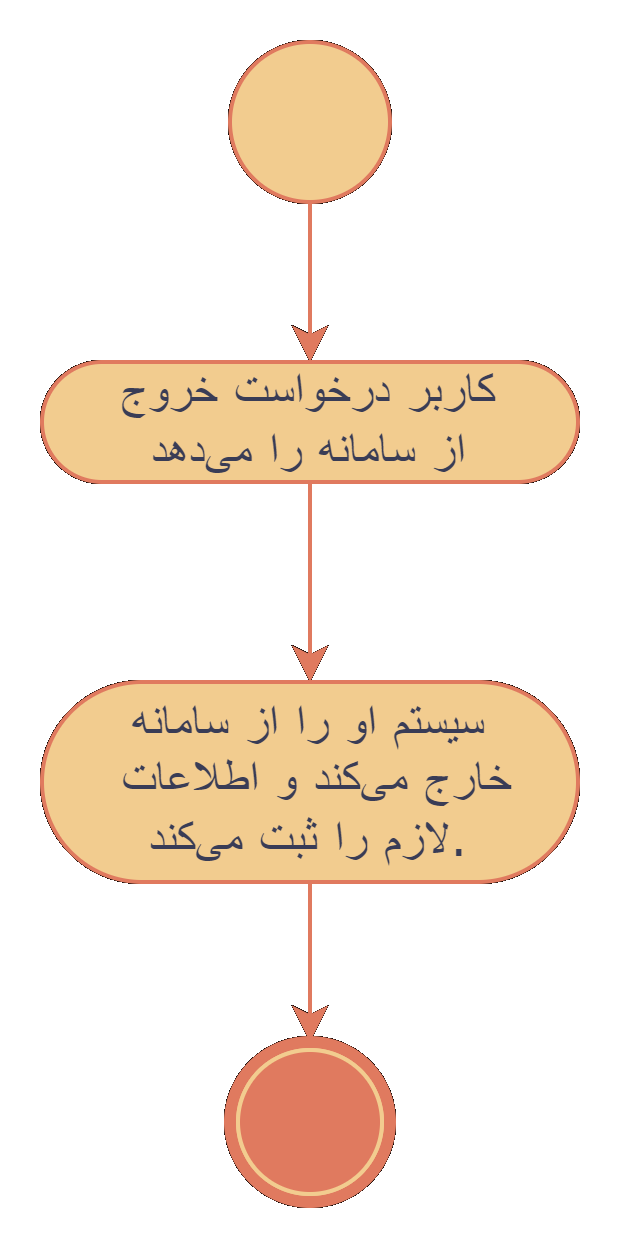 کاربر درخواست خروج
از سامانه را می‌دهد
سیستم او را از سامانه
خارج می‌کند و اطلاعات
لازم را ثبت می‌کند.